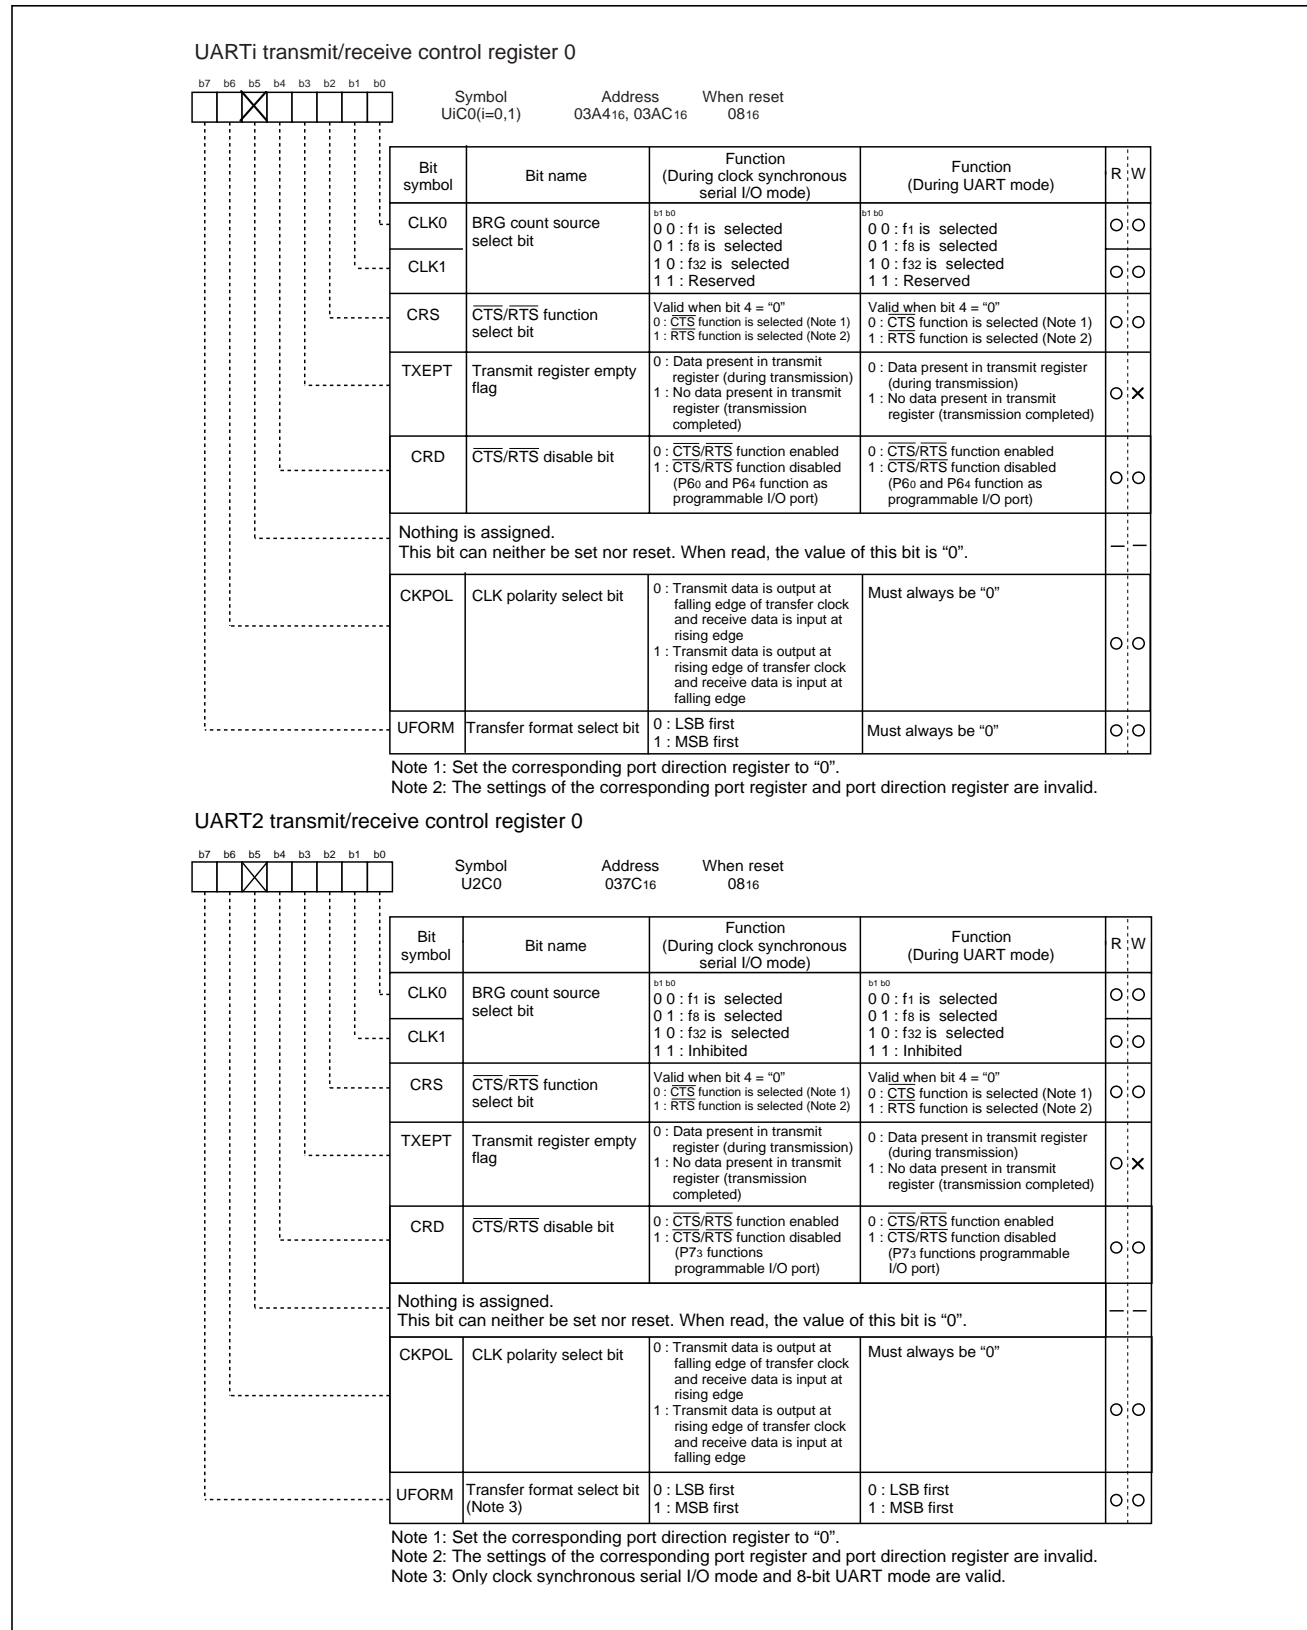 UARTi transmit/receive control register 0
b7 b6 b5 b4 b3 b2 b1 b0
Symbol Address When reset
UiC0(i=0,1) 03A416, 03AC16 0816
Bit symbol Bit name Function (During clock synchronous serial I/O mode) Function (During UART mode) R W
CLK0 BRG count source select bit
CLK1
b1 b0
0 0 : f1 is selected
0 1 : f8 is selected
1 0 : f32 is selected
1 1 : Reserved
b1 b0
0 0 : f1 is selected
0 1 : f8 is selected
1 0 : f32 is selected
1 1 : Reserved
CRS CTS/RTS function select bit
Valid when bit 4 = “0”
0 : CTS function is selected (Note 1)
1 : RTS function is selected (Note 2)
Valid when bit 4 = “0”
0 : CTS function is selected (Note 1)
1 : RTS function is selected (Note 2)
TXEPT Transmit register empty flag
0 : Data present in transmit
register (during transmission)
1 : No data present in transmit
register (transmission
completed)
0 : Data present in transmit register
(during transmission)
1 : No data present in transmit
register (transmission completed)
CRD CTS/RTS disable bit
0 : CTS/RTS function enabled
1 : CTS/RTS function disabled
(P60 and P64 function as
programmable I/O port)
0 : CTS/RTS function enabled
1 : CTS/RTS function disabled
(P60 and P64 function as
programmable I/O port)
Nothing is assigned.
This bit can neither be set nor reset. When read, the value of this bit is “0”.
CKPOL CLK polarity select bit
0 : Transmit data is output at
falling edge of transfer clock
and receive data is input at
rising edge
1 : Transmit data is output at
rising edge of transfer clock
and receive data is input at
falling edge
Must always be “0”
UFORM Transfer format select bit
0 : LSB first
1 : MSB first
Must always be “0”
Note 1: Set the corresponding port direction register to “0”.
Note 2: The settings of the corresponding port register and port direction register are invalid.
UART2 transmit/receive control register 0
b7 b6 b5 b4 b3 b2 b1 b0
Symbol Address When reset
U2C0 037C16 0816
Bit symbol Bit name Function (During clock synchronous serial I/O mode) Function (During UART mode) R W
CLK0 BRG count source select bit
CLK1
b1 b0
0 0 : f1 is selected
0 1 : f8 is selected
1 0 : f32 is selected
1 1 : Inhibited
b1 b0
0 0 : f1 is selected
0 1 : f8 is selected
1 0 : f32 is selected
1 1 : Inhibited
CRS CTS/RTS function select bit
Valid when bit 4 = “0”
0 : CTS function is selected (Note 1)
1 : RTS function is selected (Note 2)
Valid when bit 4 = “0”
0 : CTS function is selected (Note 1)
1 : RTS function is selected (Note 2)
TXEPT Transmit register empty flag
0 : Data present in transmit
register (during transmission)
1 : No data present in transmit
register (transmission
completed)
0 : Data present in transmit register
(during transmission)
1 : No data present in transmit
register (transmission completed)
CRD CTS/RTS disable bit
0 : CTS/RTS function enabled
1 : CTS/RTS function disabled
(P73 functions
programmable I/O port)
0 : CTS/RTS function enabled
1 : CTS/RTS function disabled
(P73 functions programmable
I/O port)
Nothing is assigned.
This bit can neither be set nor reset. When read, the value of this bit is “0”.
CKPOL CLK polarity select bit
0 : Transmit data is output at
falling edge of transfer clock
and receive data is input at
rising edge
1 : Transmit data is output at
rising edge of transfer clock
and receive data is input at
falling edge
Must always be “0”
UFORM Transfer format select bit (Note 3)
0 : LSB first
1 : MSB first
0 : LSB first
1 : MSB first
Note 1: Set the corresponding port direction register to “0”.
Note 2: The settings of the corresponding port register and port direction register are invalid.
Note 3: Only clock synchronous serial I/O mode and 8-bit UART mode are valid.